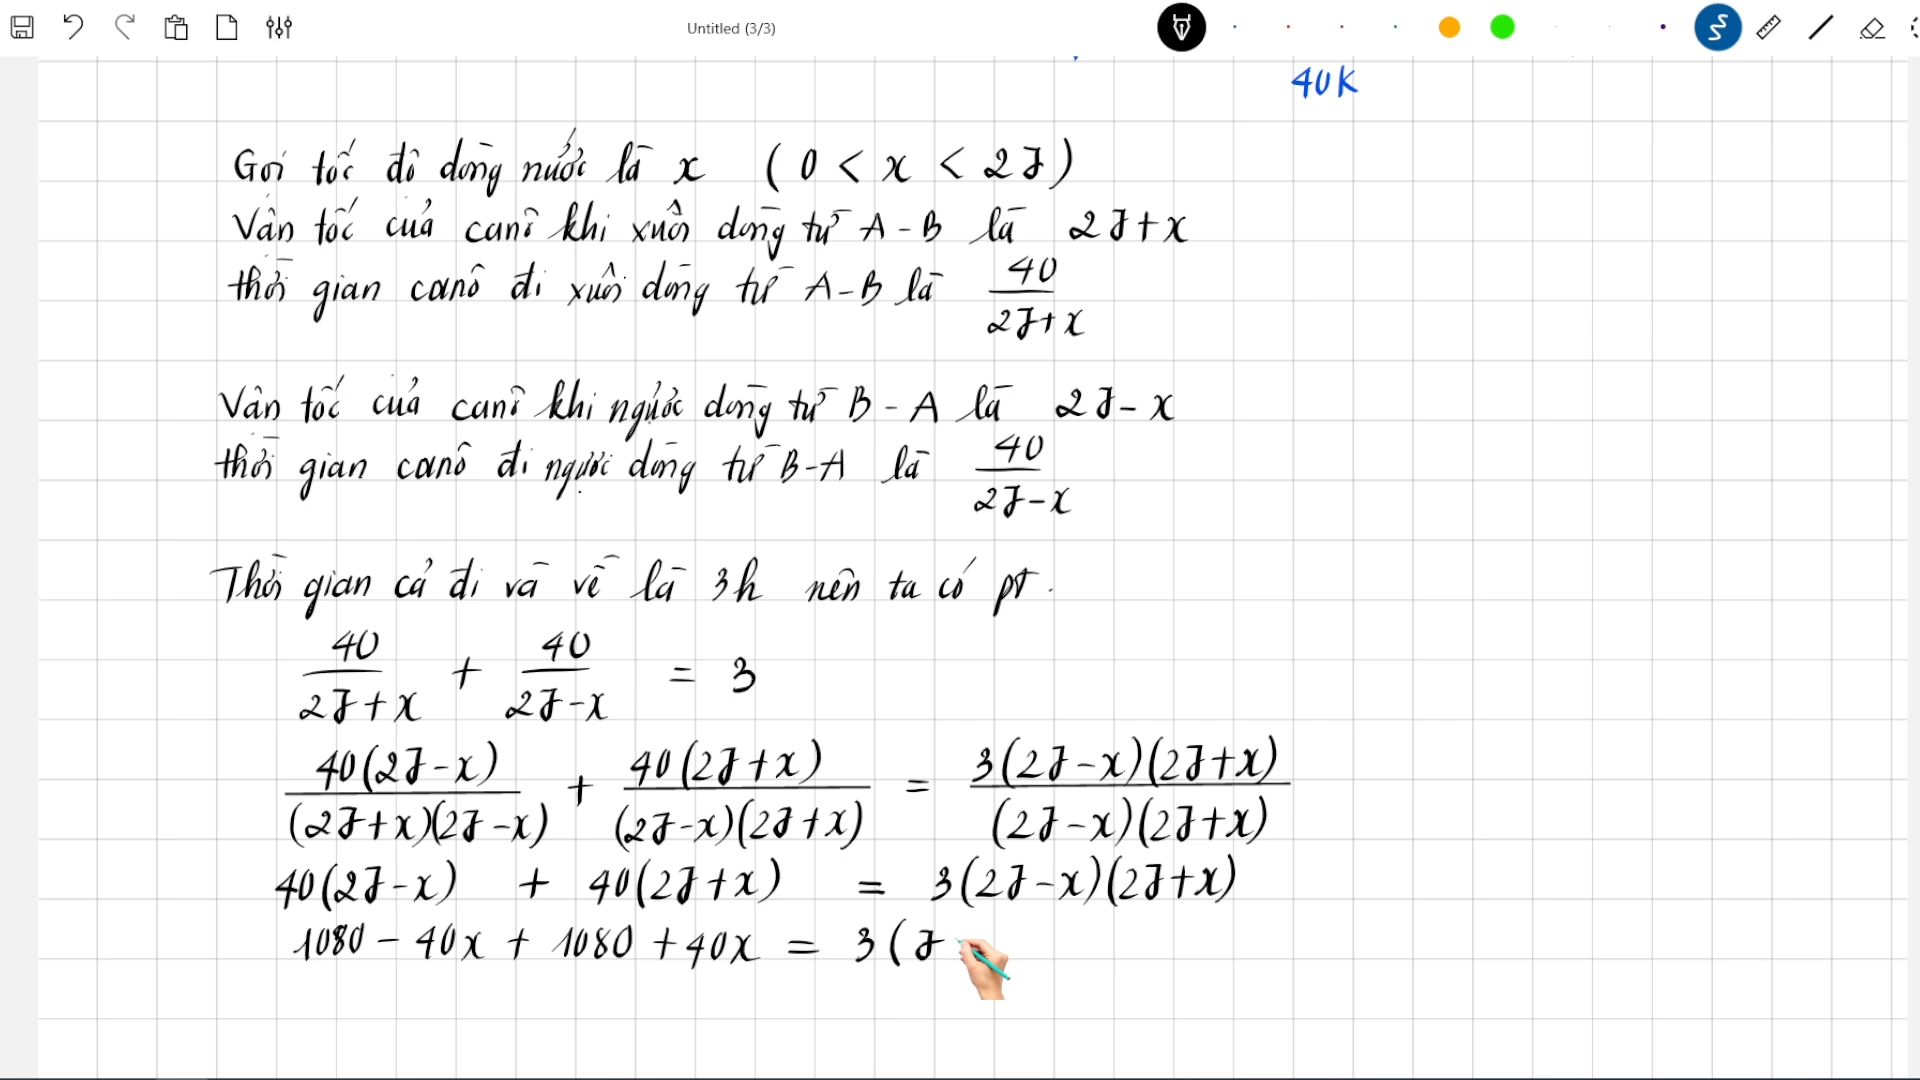 Untitled (3/3)
40K
Gọi tốc độ dòng nước là x ( 0 < x < 27 )
Vận tốc của canô khi xuôi dòng từ A - B là 27+x
thời gian canô đi xuôi dòng từ A-B là 40/(27+x)
Vận tốc của canô khi ngược dòng từ B - A là 27-x
thời gian canô đi ngược dòng từ B-A là 40/(27-x)
Thời gian cả đi và về là 3h nên ta có pt.
40/(27+x) + 40/(27-x) = 3
40(27-x)/(27+x)(27-x) + 40(27+x)/(27-x)(27+x) = 3(27-x)(27+x)/(27-x)(27+x)
40(27-x) + 40(27+x) = 3(27-x)(27+x)
1080 - 40x + 1080 + 40x = 3(7